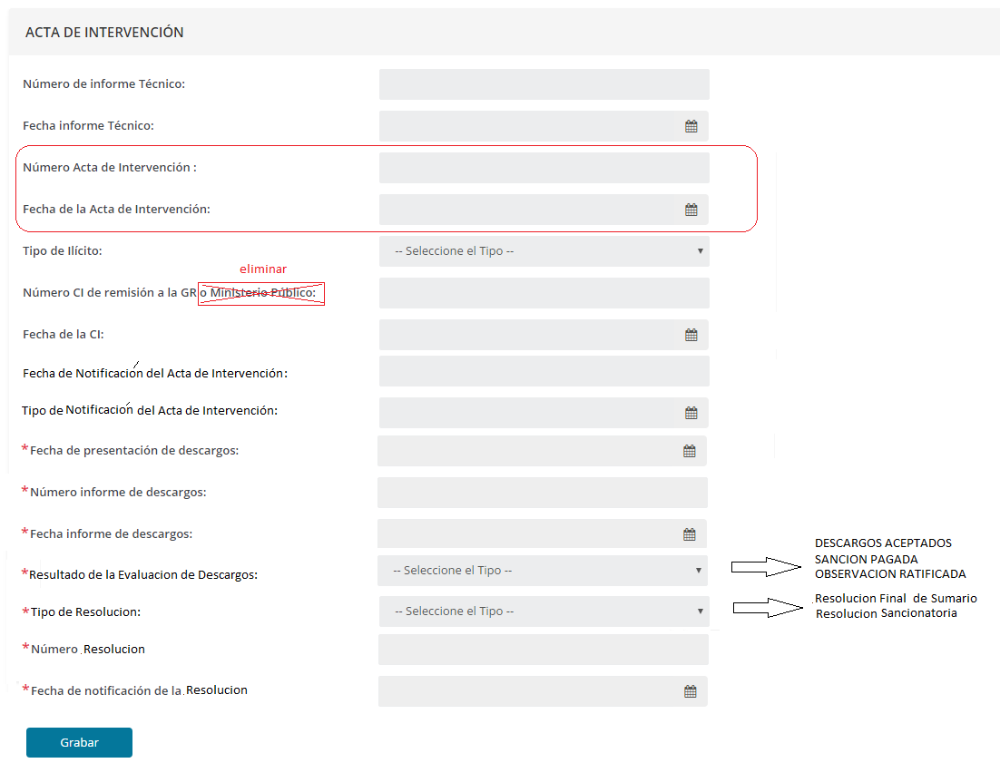 ACTA DE INTERVENCIÓN
Número de informe Técnico:
Fecha informe Técnico:
Número Acta de Intervención :
Fecha de la Acta de Intervención:
Tipo de Ilícito: -- Seleccione el Tipo --
eliminar
Número CI de remisión a la GR o Ministerio Público:
Fecha de la CI:
Fecha de Notificación del Acta de Intervención:
Tipo de Notificación del Acta de Intervención:
*Fecha de presentación de descargos:
*Número informe de descargos:
*Fecha informe de descargos:
*Resultado de la Evaluacion de Descargos: -- Seleccione el Tipo --
DESCARGOS ACEPTADOS
SANCION PAGADA
OBSERVACION RATIFICADA
*Tipo de Resolucion: -- Seleccione el Tipo --
Resolucion Final de Sumario
Resolucion Sancionatoria
*Número Resolucion
*Fecha de notificación de la Resolucion
Grabar